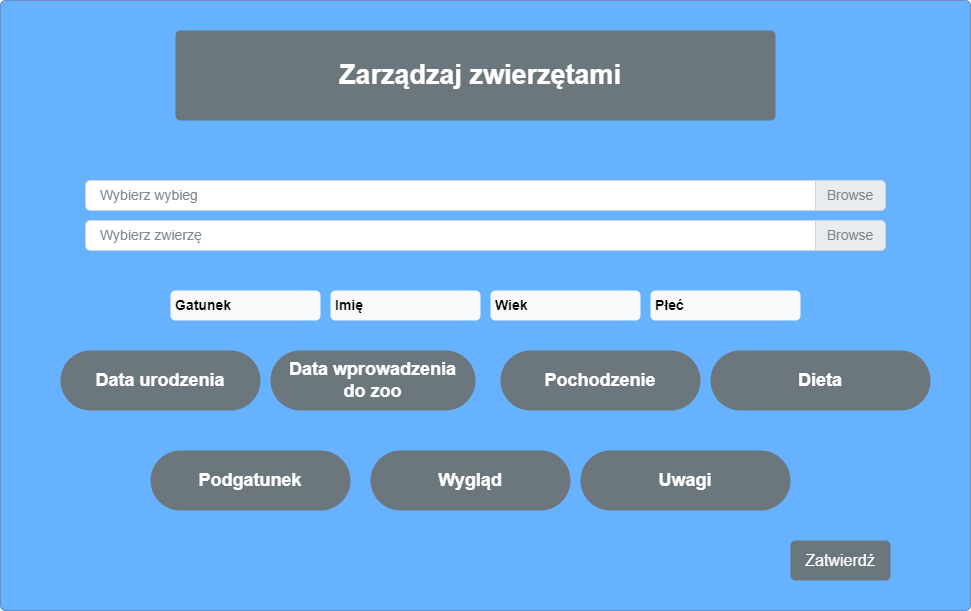 Zarządzaj zwierzętami
Wybierz wybieg
Browse
Wybierz zwierzę
Browse
Gatunek
Imię
Wiek
Płeć
Data urodzenia
Data wprowadzenia
do zoo
Pochodzenie
Dieta
Podgatunek
Wygląd
Uwagi
Zatwierdź